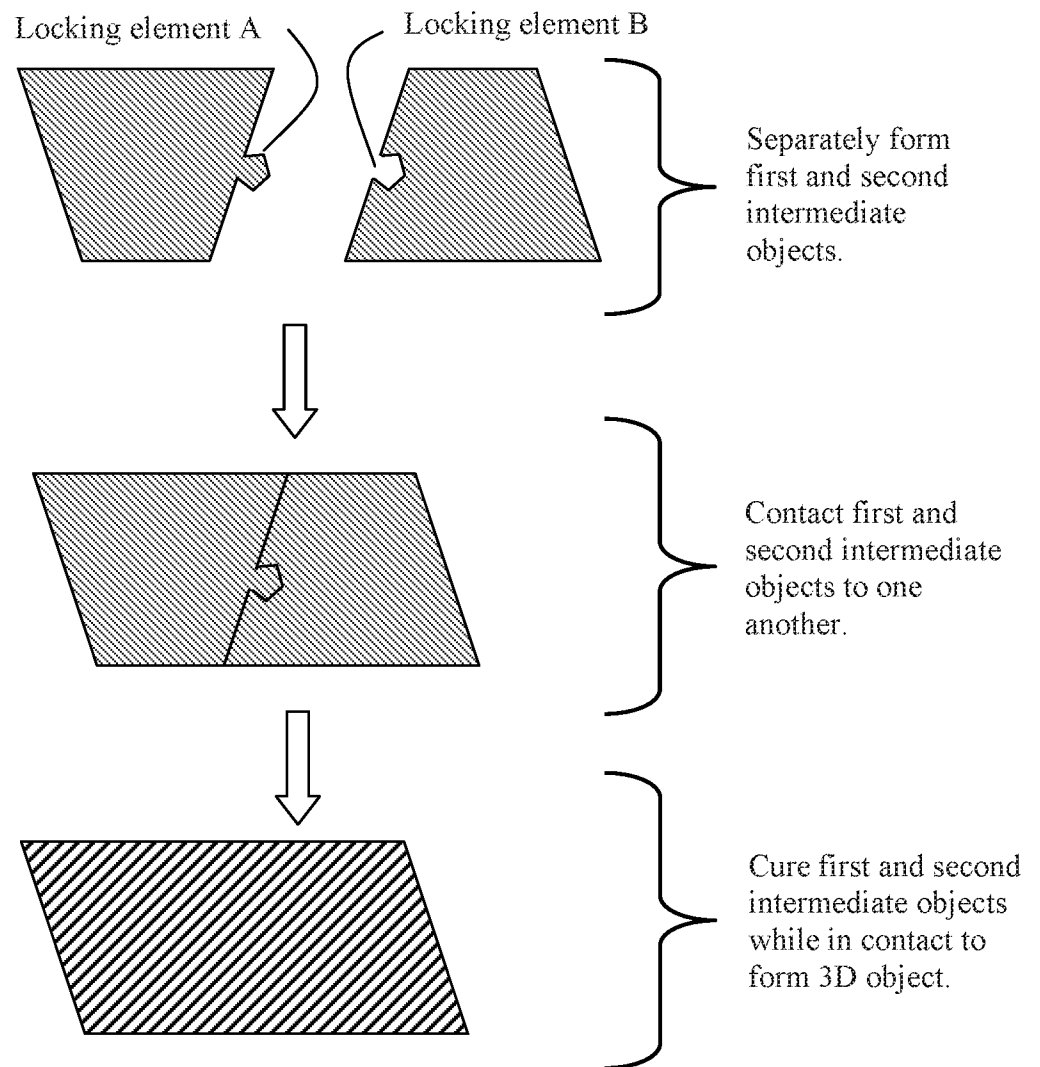 Locking element A
Locking element B
Separately form
first and second
intermediate
objects.
Contact first and
second intermediate
objects to one
another.
Cure first and second
intermediate objects
while in contact to
form 3D object.